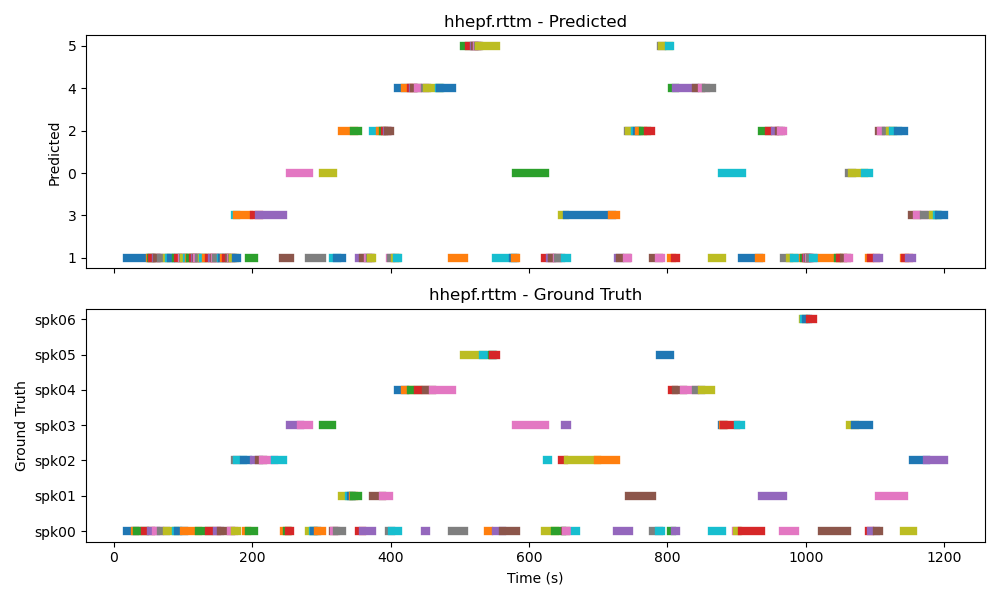 hhepf.rttm - Predicted
Predicted
5
4
2
0
3
1
hhepf.rttm - Ground Truth
Ground Truth
spk06
spk05
spk04
spk03
spk02
spk01
spk00
0 200 400 600 800 1000 1200
Time (s)